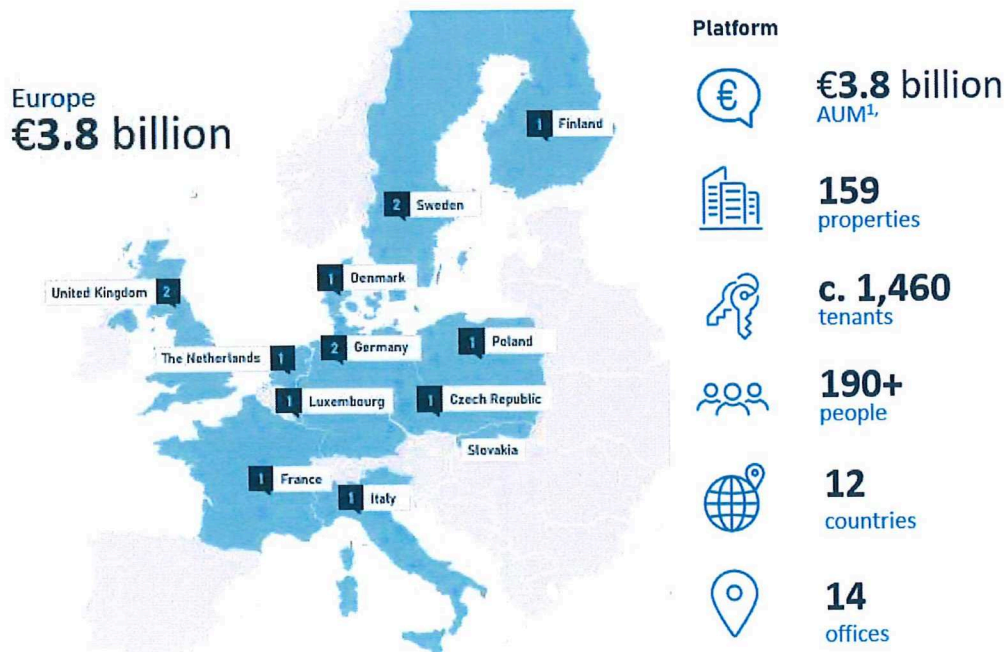 Europe
€3.8 billion
1 Finland
2 Sweden
1 Denmark
United Kingdom 2
2 Germany
1 Poland
The Netherlands 1
1 Luxembourg
1 Czech Republic
Slovakia
1 France
1 Italy
Platform
€
€3.8 billion
AUM1,
159
properties
c. 1,460
tenants
190+
people
12
countries
14
offices